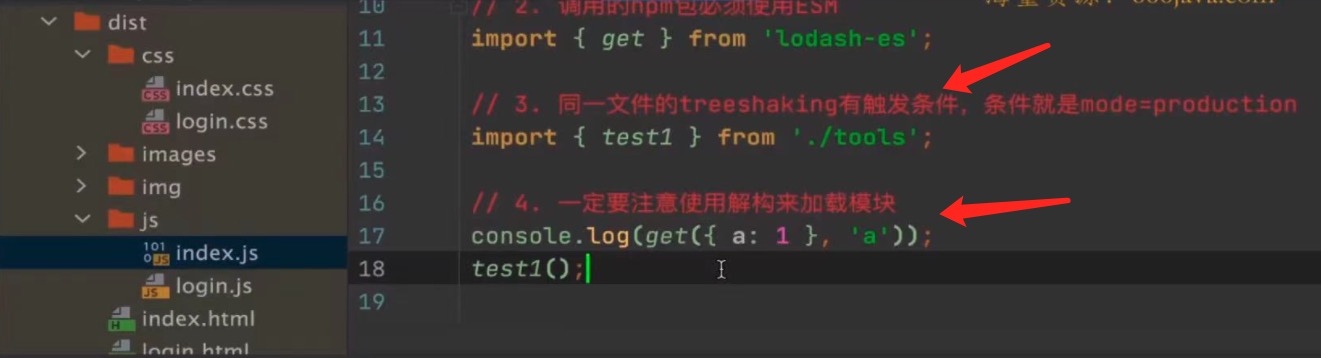 dist
css
index.css
login.css
images
img
js
index.js
login.js
index.html
login.html
10 // 2. 调用的npm包必须使用ESM
11 import { get } from 'lodash-es';
12
13 // 3. 同一文件的treeshaking有触发条件，条件就是mode=production
14 import { test1 } from './tools';
15
16 // 4. 一定要注意使用解构来加载模块
17 console.log(get({ a: 1 }, 'a'));
18 test1();
19